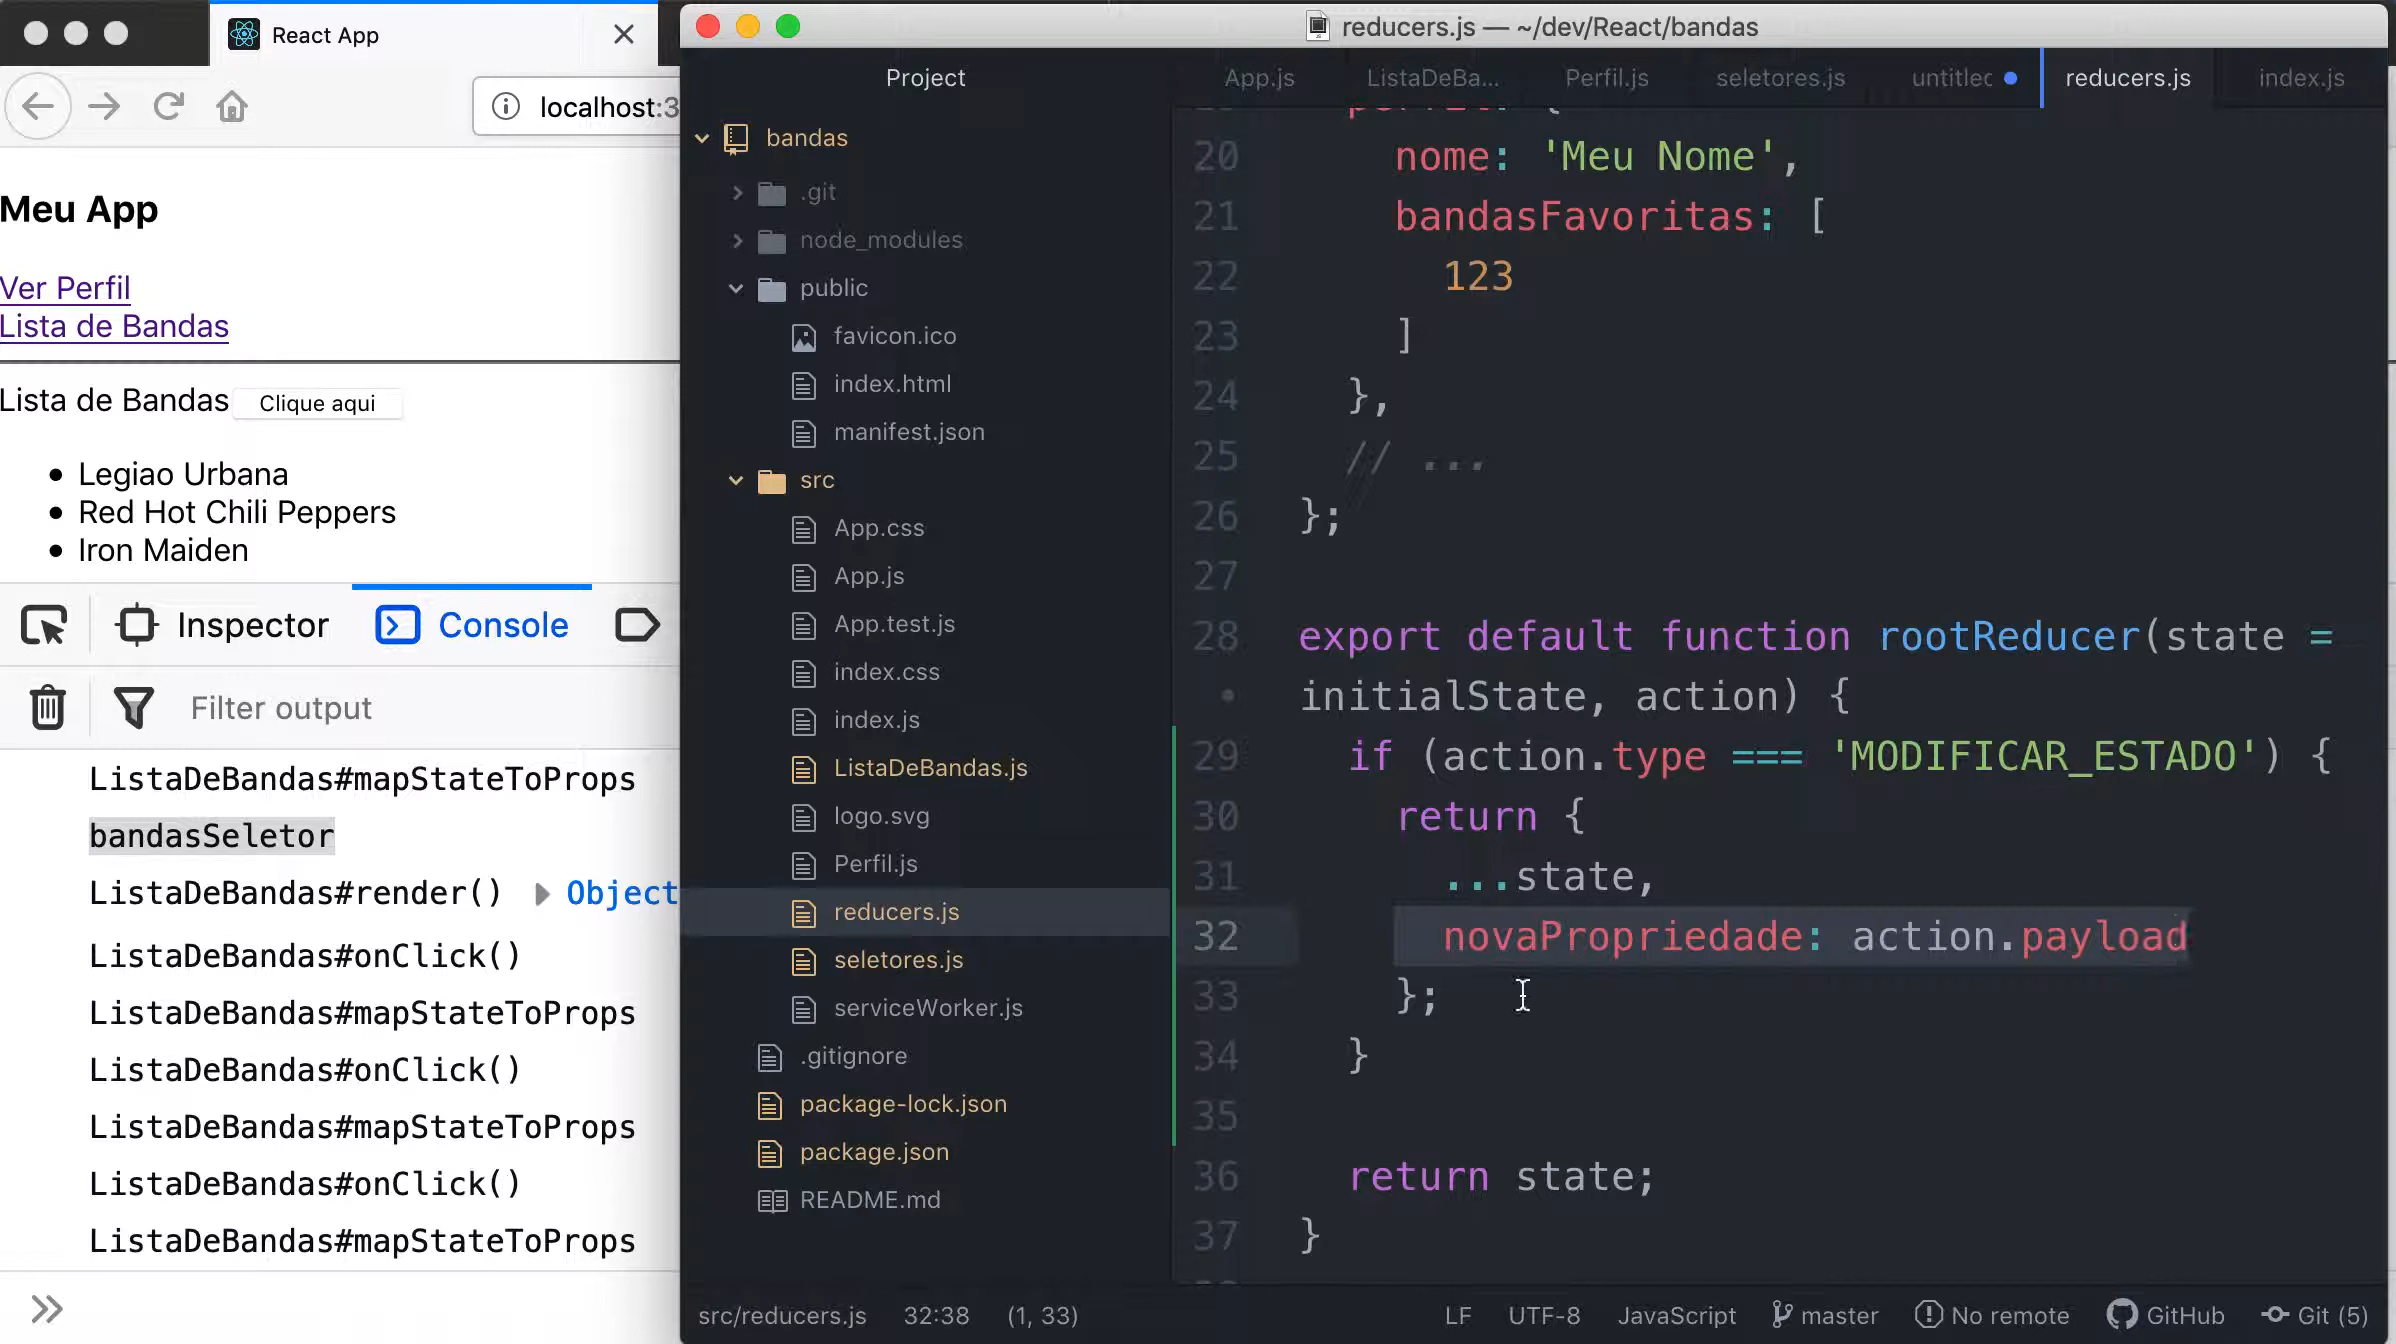 React App
localhost:3
Meu App
Ver Perfil
Lista de Bandas
Lista de Bandas Clique aqui
Legiao Urbana
Red Hot Chili Peppers
Iron Maiden
Inspector Console
Filter output
ListaDeBandas#mapStateToProps
bandasSeletor
ListaDeBandas#render() Object
ListaDeBandas#onClick()
ListaDeBandas#mapStateToProps
ListaDeBandas#onClick()
ListaDeBandas#mapStateToProps
ListaDeBandas#onClick()
ListaDeBandas#mapStateToProps
reducers.js — ~/dev/React/bandas
Project
bandas
.git
node_modules
public
favicon.ico
index.html
manifest.json
src
App.css
App.js
App.test.js
index.css
index.js
ListaDeBandas.js
logo.svg
Perfil.js
reducers.js
seletores.js
serviceWorker.js
.gitignore
package-lock.json
package.json
README.md
App.js ListaDeBa... Perfil.js seletores.js untitlec reducers.js index.js
20 nome: 'Meu Nome',
21 bandasFavoritas: [
22 123
23 ]
24 },
25 // ...
26 };
27
28 export default function rootReducer(state =
• initialState, action) {
29 if (action.type === 'MODIFICAR_ESTADO') {
30 return {
31 ...state,
32 novaPropriedade: action.payload
33 };
34 }
35
36 return state;
37 }
src/reducers.js 32:38 (1, 33) LF UTF-8 JavaScript master No remote GitHub Git (5)